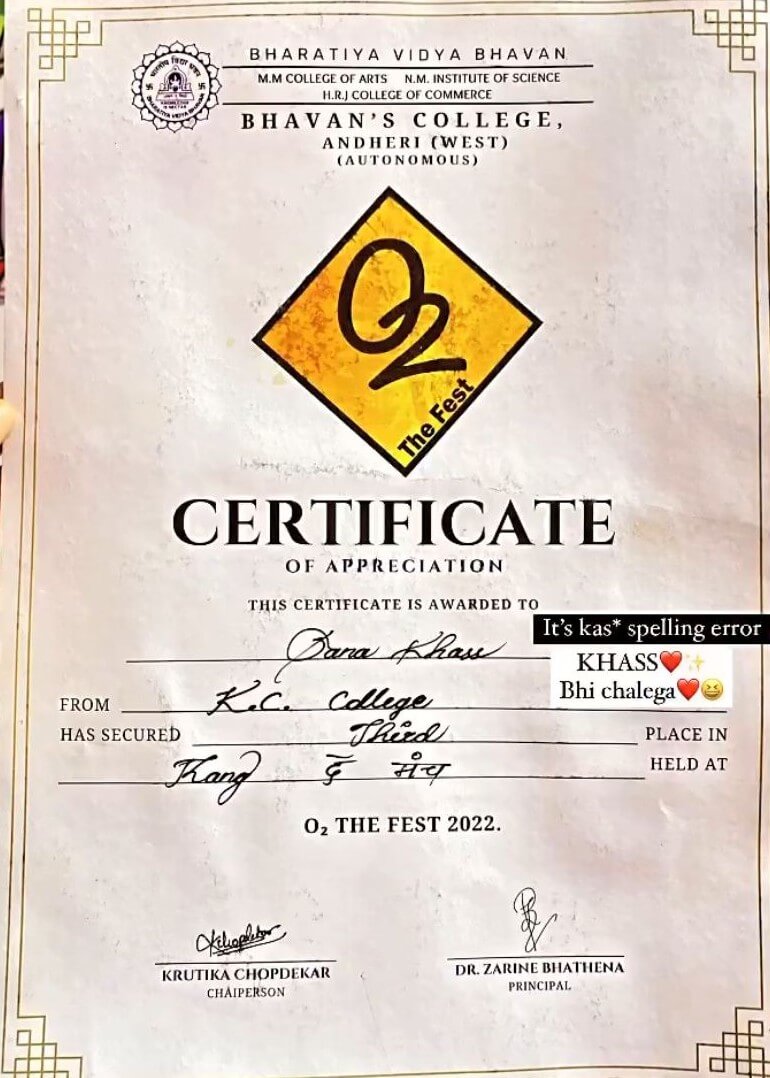 BHARATIYA VIDYA BHAVAN
M.M COLLEGE OF ARTS N.M. INSTITUTE OF SCIENCE
H.R.J COLLEGE OF COMMERCE
BHAVAN'S COLLEGE,
ANDHERI (WEST)
(AUTONOMOUS)
O2
The Fest
CERTIFICATE
OF APPRECIATION
THIS CERTIFICATE IS AWARDED TO
It's kas* spelling error
Khass
KHASS❤️✨
Bhi chalega❤️😆
FROM K.C. College
HAS SECURED Third PLACE IN
दे मंच HELD AT
O₂ THE FEST 2022.
KRUTIKA CHOPDEKAR
CHAIPERSON
DR. ZARINE BHATHENA
PRINCIPAL